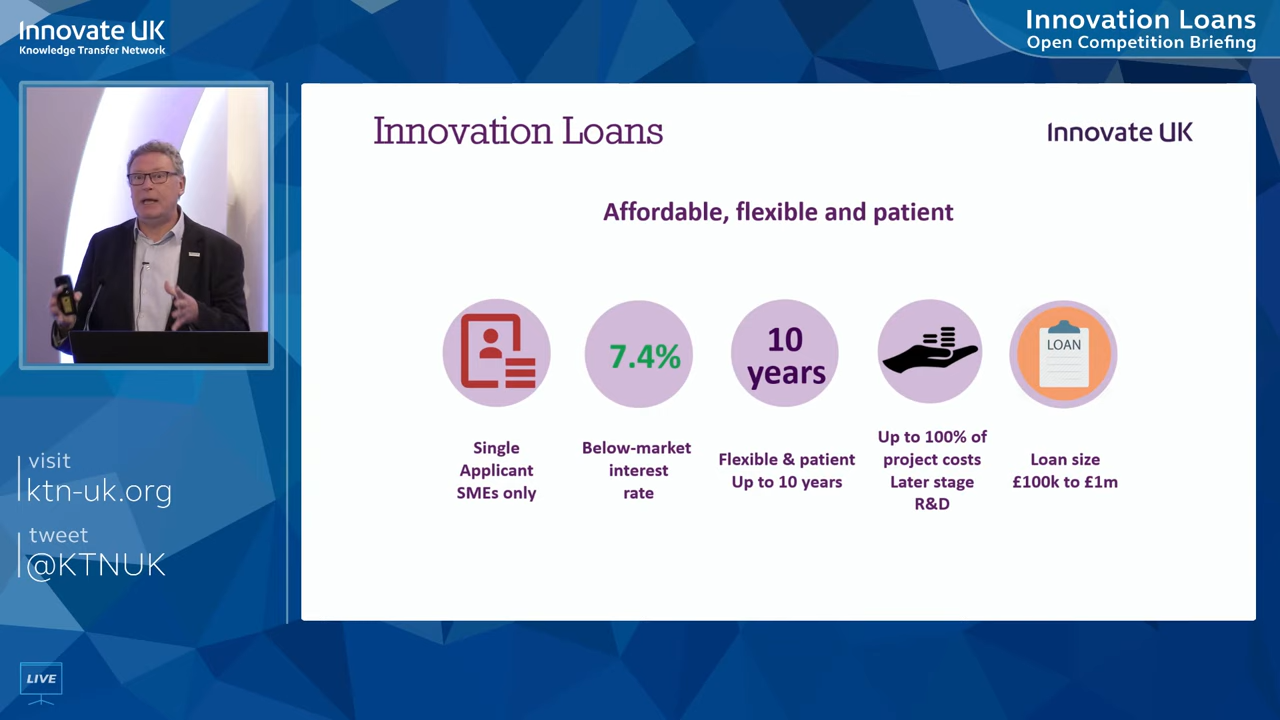 Innovate UK
Knowledge Transfer Network
Innovation Loans
Open Competition Briefing
Innovation Loans
Innovate UK
Affordable, flexible and patient
7.4%
10
years
LOAN
Single
Applicant
SMEs only
Below-market
interest
rate
Flexible & patient
Up to 10 years
Up to 100% of
project costs
Later stage
R&D
Loan size
£100k to £1m
visit
ktn-uk.org
tweet
@KTNUK
LIVE